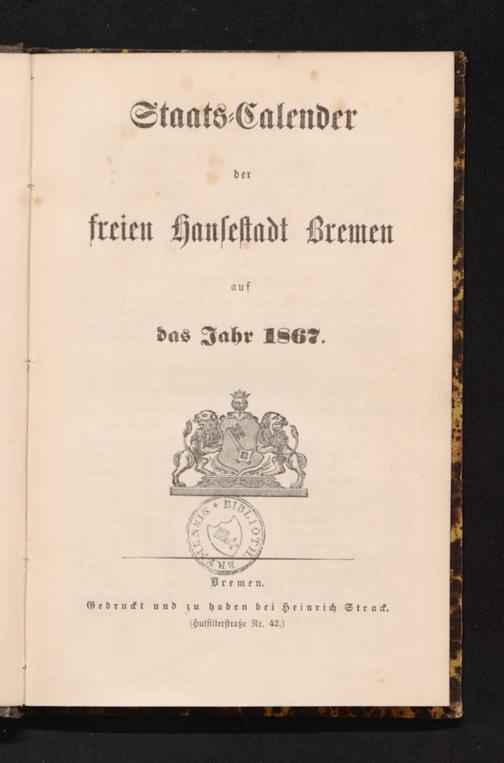 Staats-Calender
der
freien Hansestadt Bremen
auf
das Jahr 1867.
BIBLIOTH. BREMENSIS
Bremen.
Gedruckt und zu haben bei Heinrich Strack.
(Hutfilterstraße Nr. 42.)